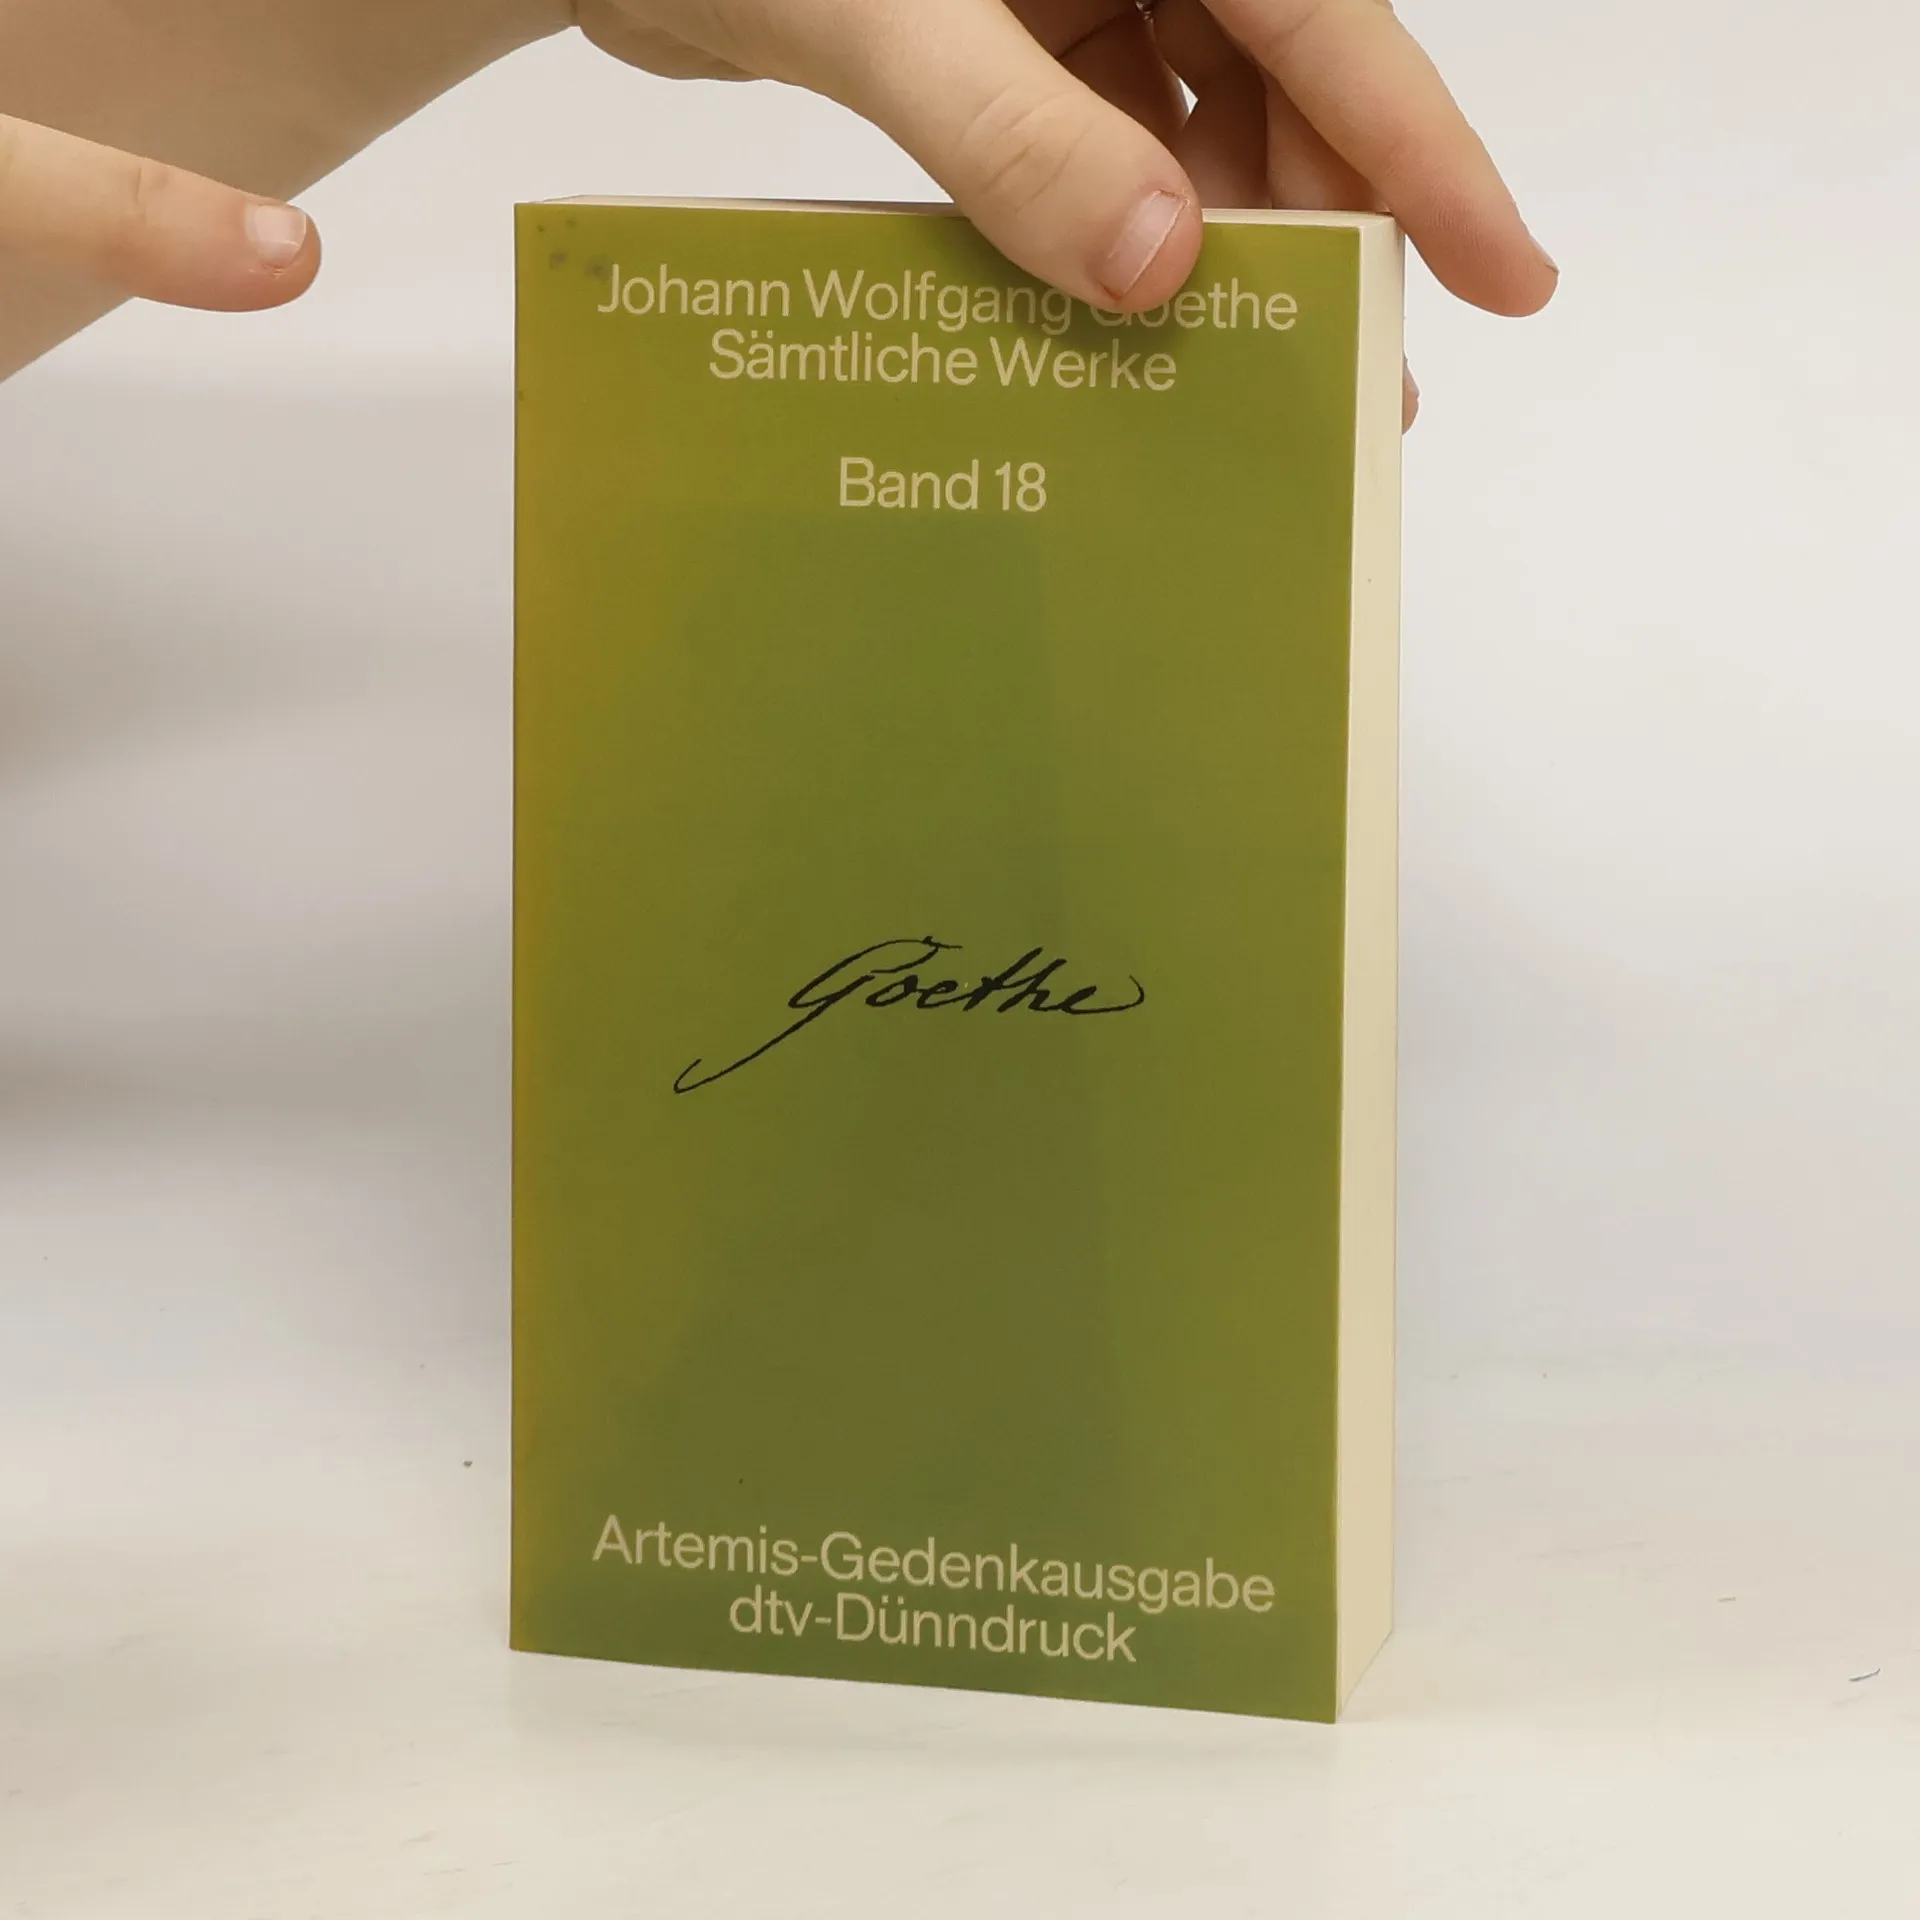 Johann Wolfgang Goethe
Sämtliche Werke
Band 18
Goethe
Artemis-Gedenkausgabe
dtv-Dünndruck